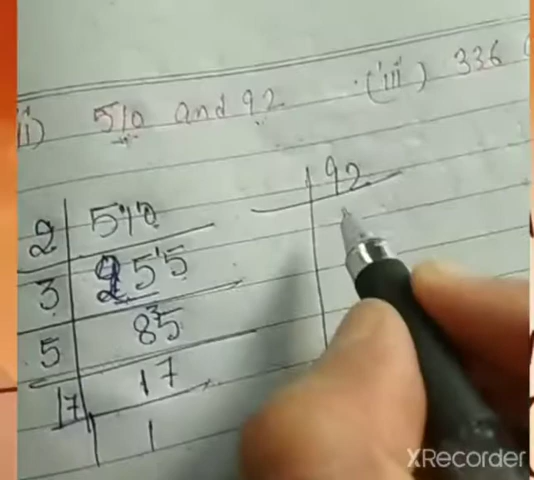 ii) 510 and 92 (iii) 336
2 510 92
3 255
5 85
17 17
1
XRecorder